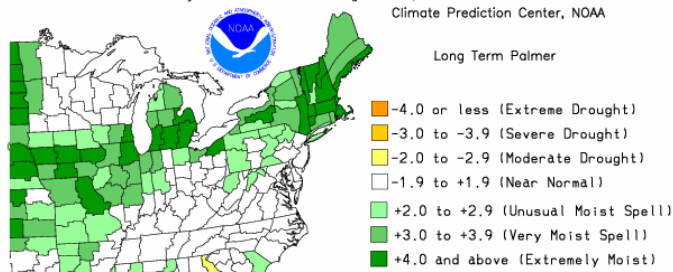 Climate Prediction Center, NOAA
NOAA
Long Term Palmer
-4.0 or less (Extreme Drought)
-3.0 to -3.9 (Severe Drought)
-2.0 to -2.9 (Moderate Drought)
-1.9 to +1.9 (Near Normal)
+2.0 to +2.9 (Unusual Moist Spell)
+3.0 to +3.9 (Very Moist Spell)
+4.0 and above (Extremely Moist)